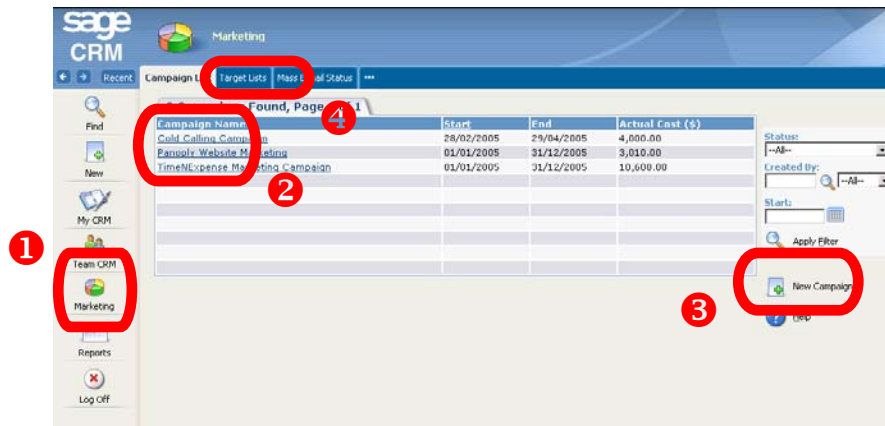 sage
CRM
Marketing
Recent
Campaign Li
Target Lists
Mass E ail Status
Found, Page
1
4
Campaign Name Start End Actual Cost ($)
Cold Calling Campaign 28/02/2005 29/04/2005 4,000.00
Panoply Website Marketing 01/01/2005 31/12/2005 3,010.00
TimeNExpense Marketing Campaign 01/01/2005 31/12/2005 10,600.00
2
Find
New
My CRM
Team CRM
1
Marketing
Reports
Log Off
Status:
--All--
Created By:
--All--
Start:
Apply Filter
New Campaign
3
Help